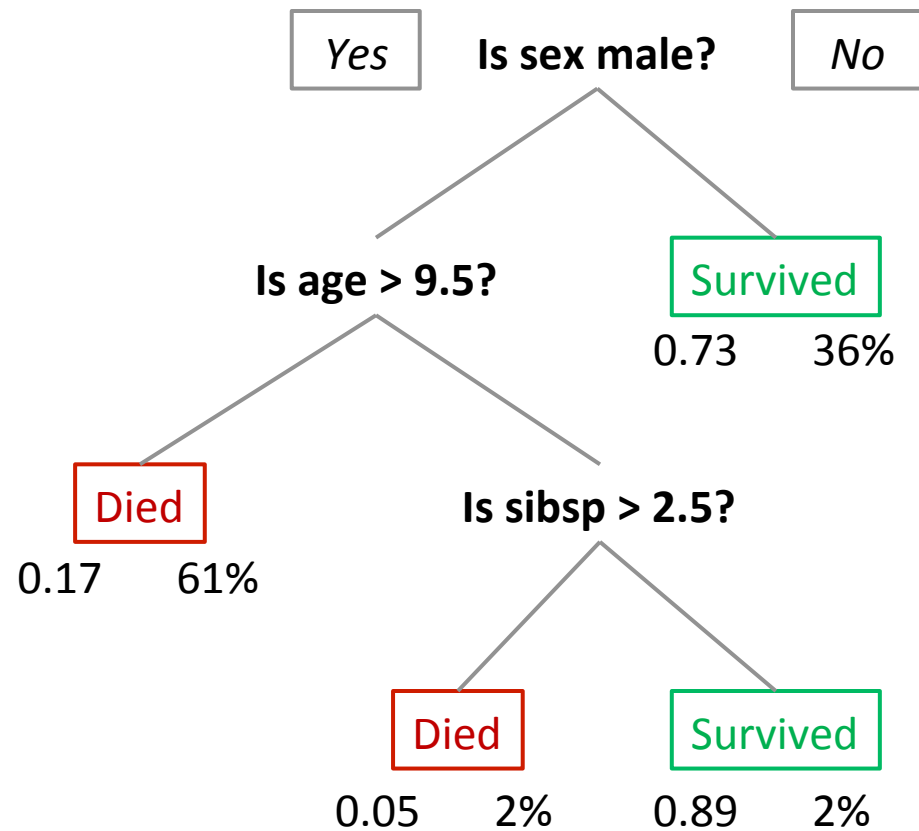 Yes Is sex male? No
Is age > 9.5? Survived
0.73 36%
Died Is sibsp > 2.5?
0.17 61%
Died Survived
0.05 2% 0.89 2%